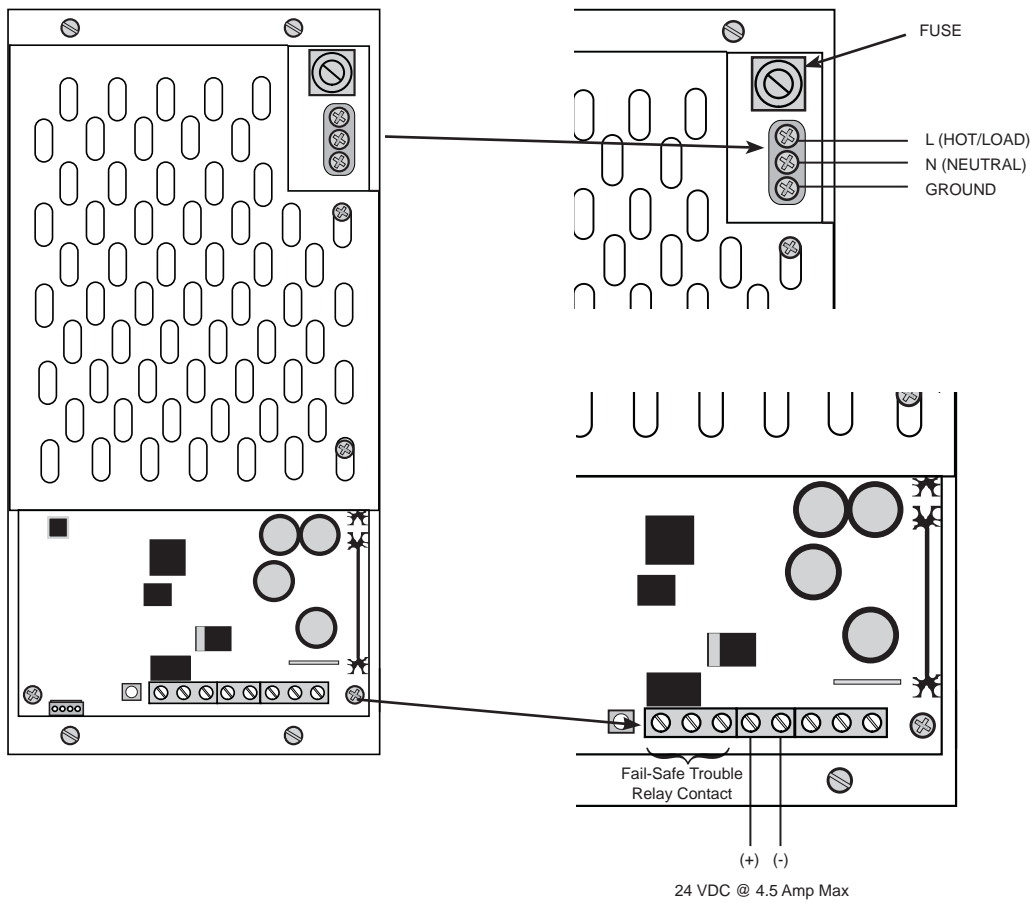 FUSE
L (HOT/LOAD)
N (NEUTRAL)
GROUND
Fail-Safe Trouble
Relay Contact
(+) (-)
24 VDC @ 4.5 Amp Max